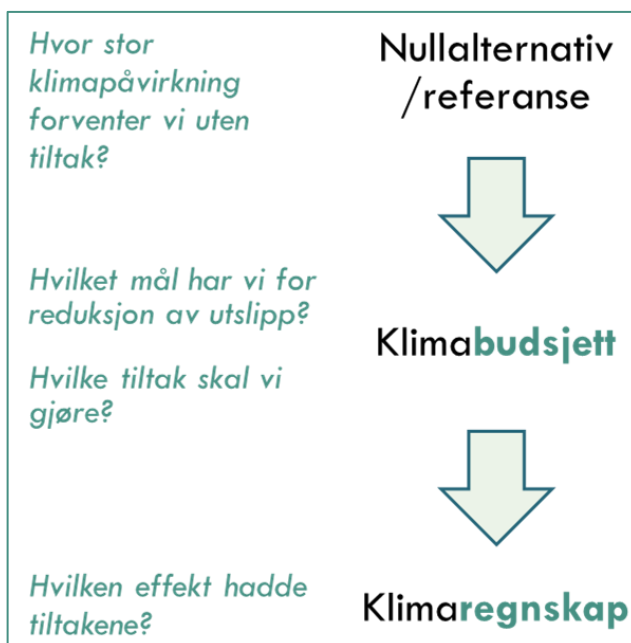 Hvor stor
klimapåvirkning
forventer vi uten
tiltak?
Nullalternativ
/referanse
Hvilket mål har vi for
reduksjon av utslipp?
Hvilke tiltak skal vi
gjøre?
Klimabudsjett
Hvilken effekt hadde
tiltakene?
Klimaregnskap